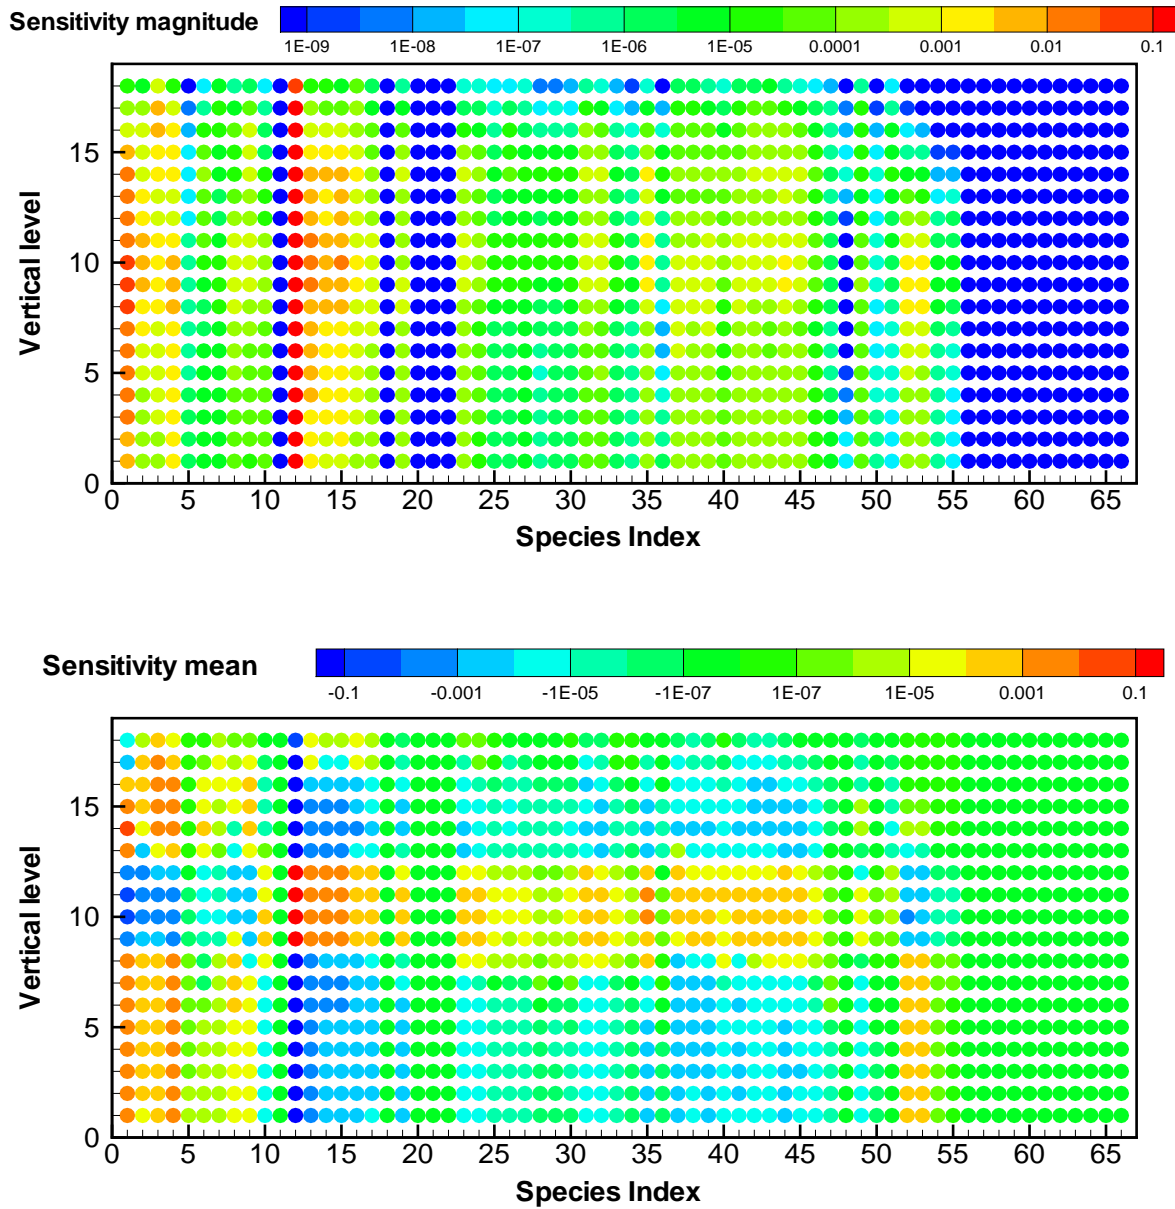 Sensitivity magnitude
1E-09 1E-08 1E-07 1E-06 1E-05 0.0001 0.001 0.01 0.1
15
10
5
0
Vertical level
0 5 10 15 20 25 30 35 40 45 50 55 60 65
Species Index
Sensitivity mean
-0.1 -0.001 -1E-05 -1E-07 1E-07 1E-05 0.001 0.1
15
10
5
0
Vertical level
0 5 10 15 20 25 30 35 40 45 50 55 60 65
Species Index